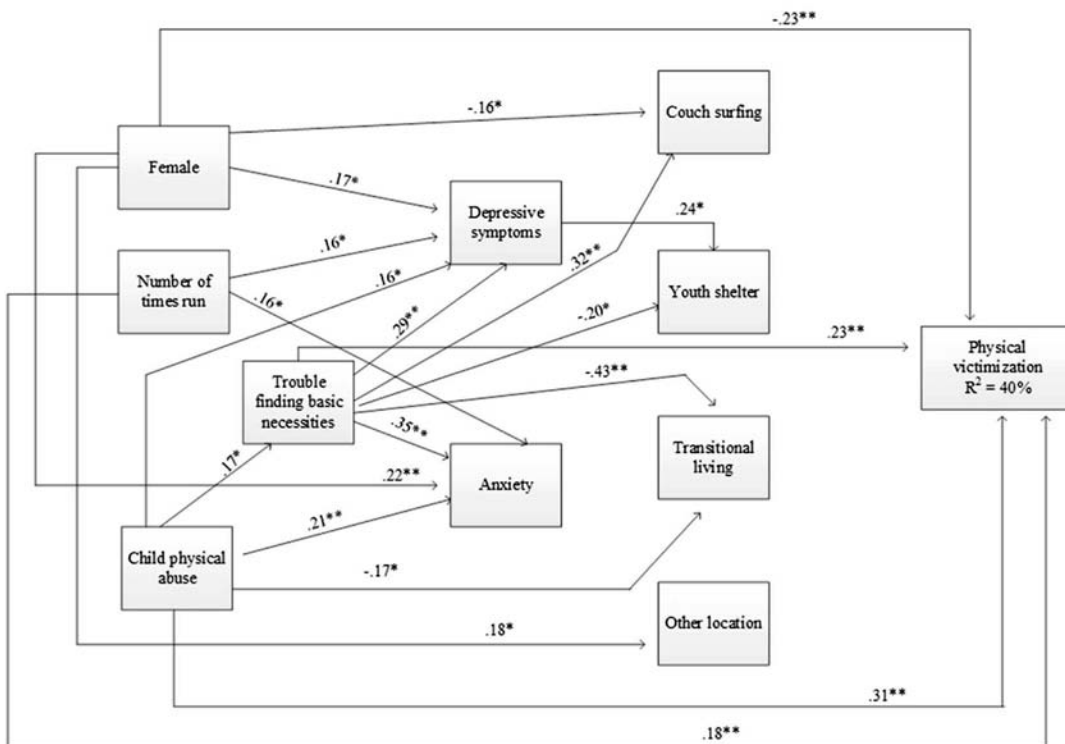 -.23**
-.16*
Couch surfing
Female
.17*
Depressive
symptoms
.24*
.16*
Number of
times run
.16*
.32**
Youth shelter
.16*
.29**
-.20*
.23**
Physical
victimization
R² = 40%
Trouble
finding basic
necessities
-.43**
.35**
Transitional
living
.17*
.22**
Anxiety
.21**
Child physical
abuse
-.17*
Other location
.18*
.31**
.18**